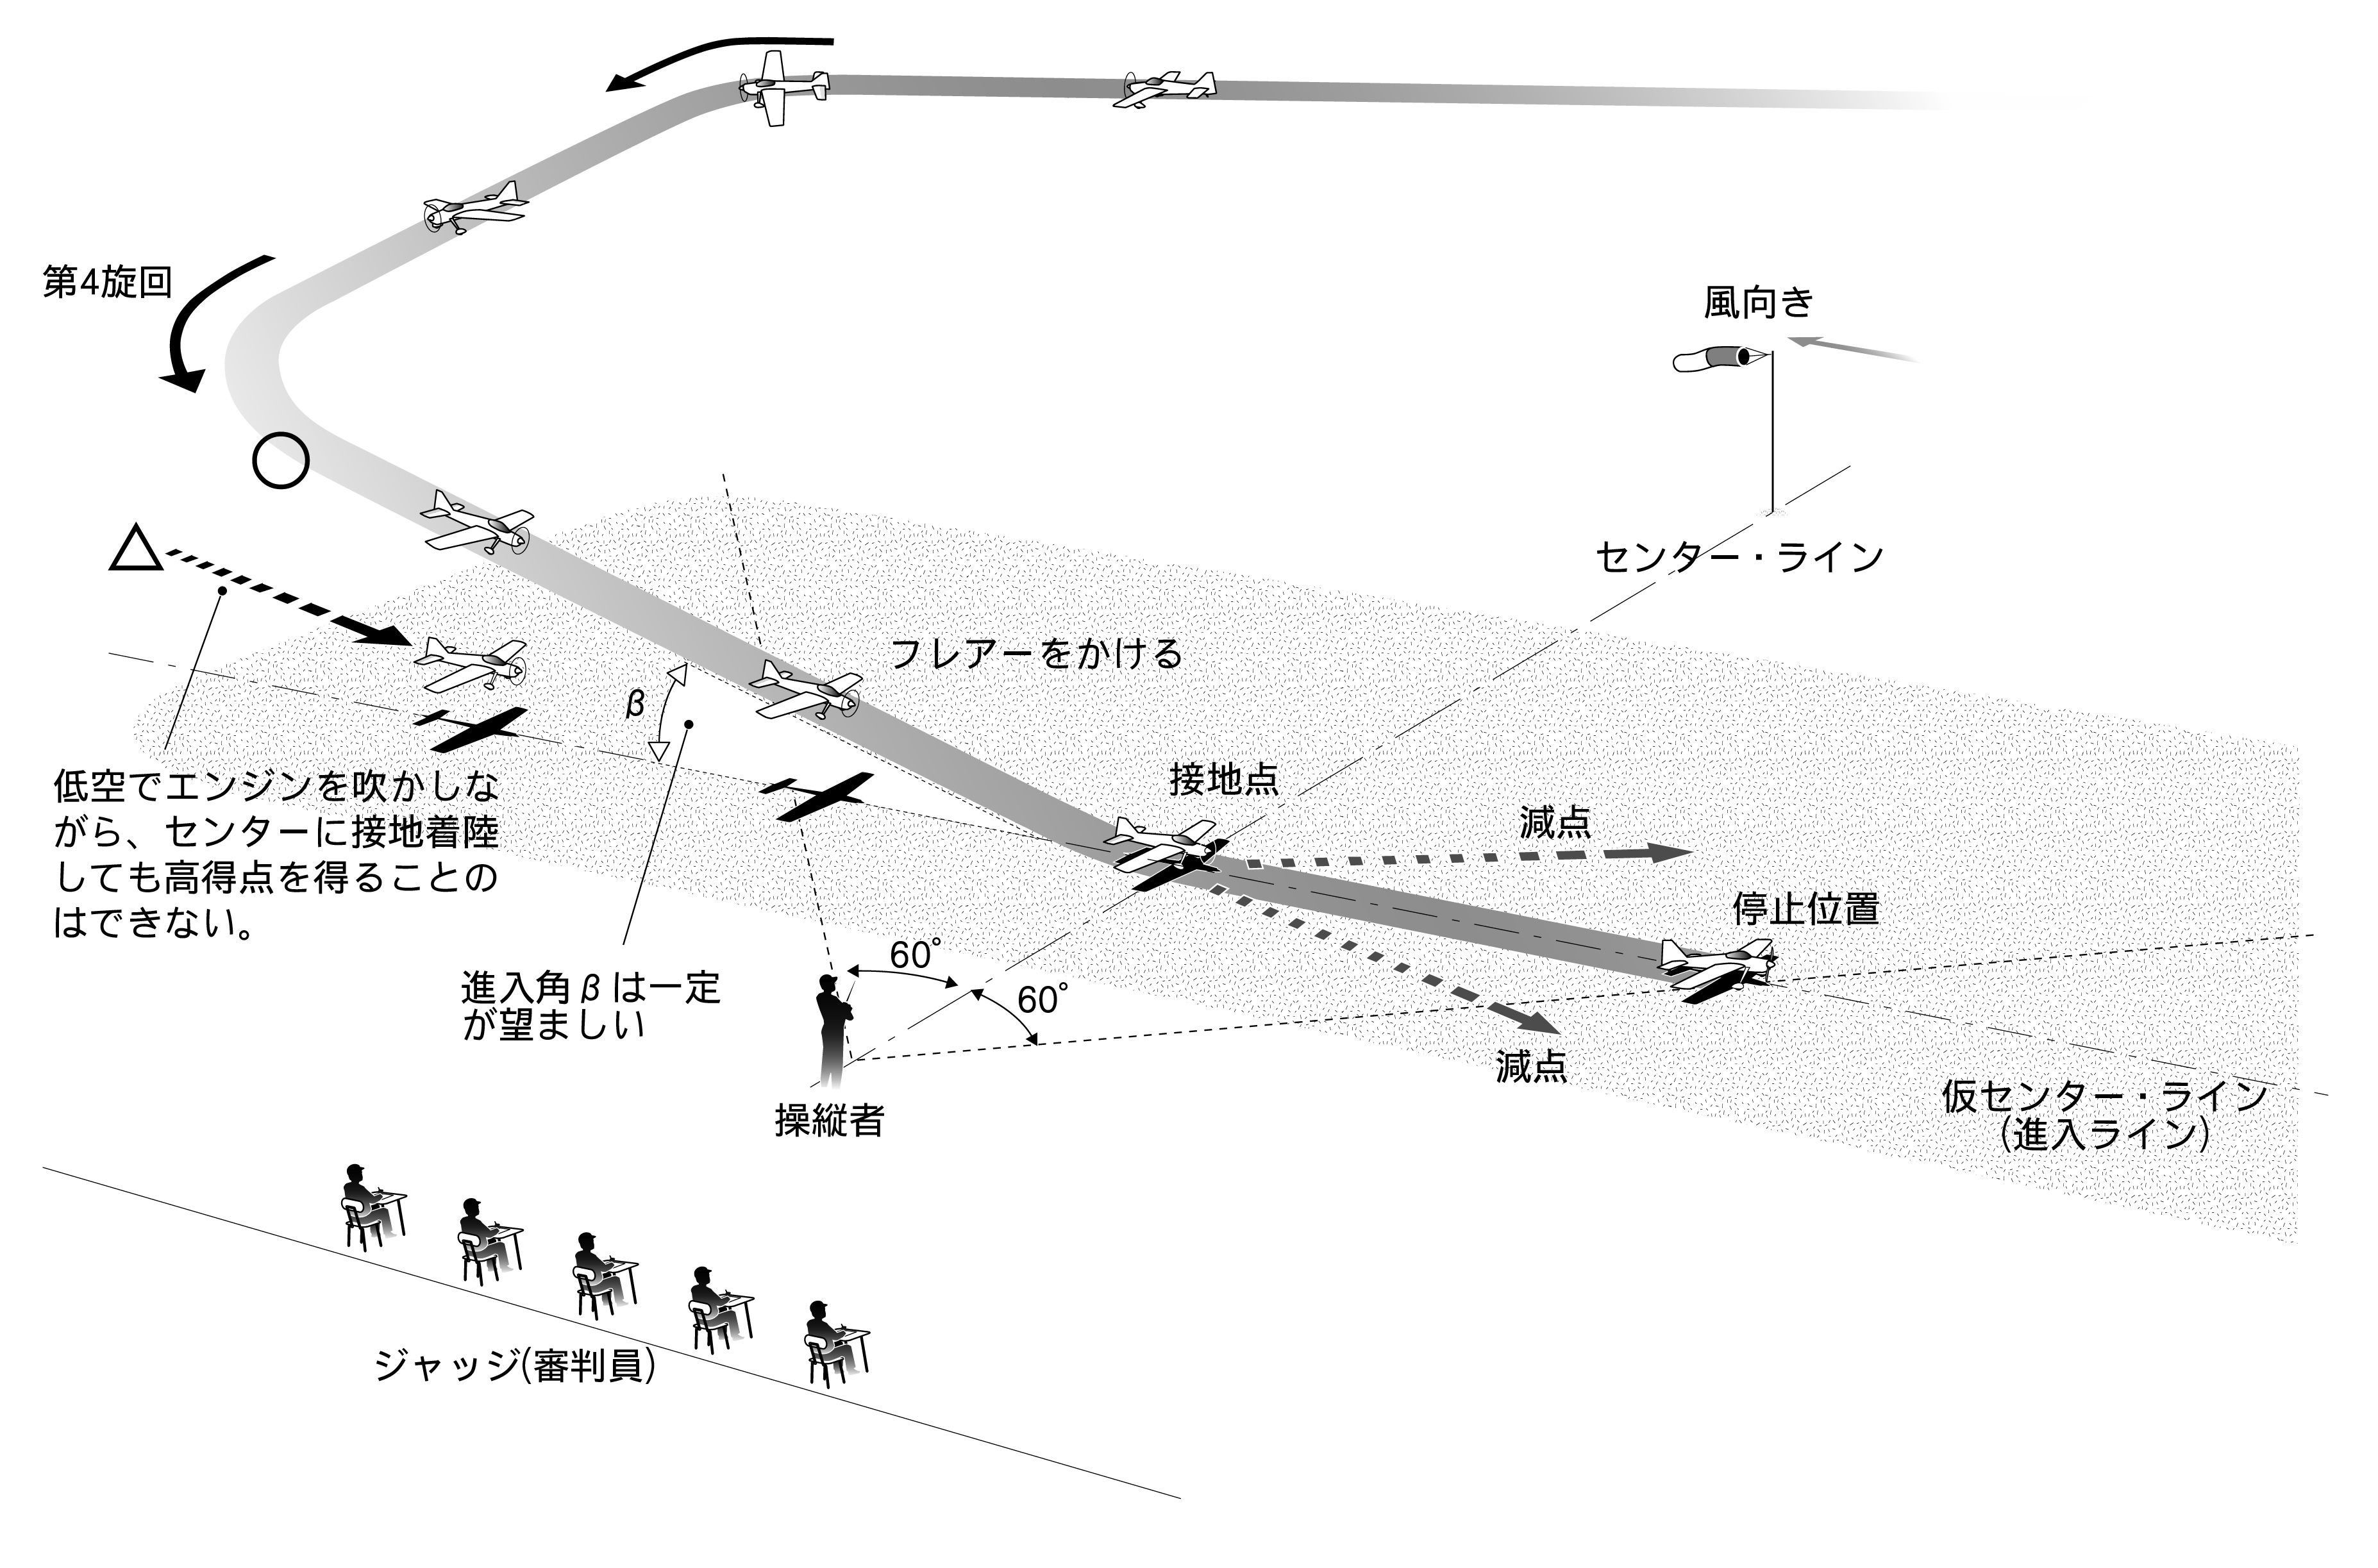 第4旋回
風向き
センター・ライン
フレアーをかける
β
低空でエンジンを吹かしな
がら、センターに接地着陸
しても高得点を得ることの
はできない。
接地点
減点
停止位置
60°
60°
進入角βは一定
が望ましい
減点
操縦者
仮センター・ライン
(進入ライン)
ジャッジ(審判員)